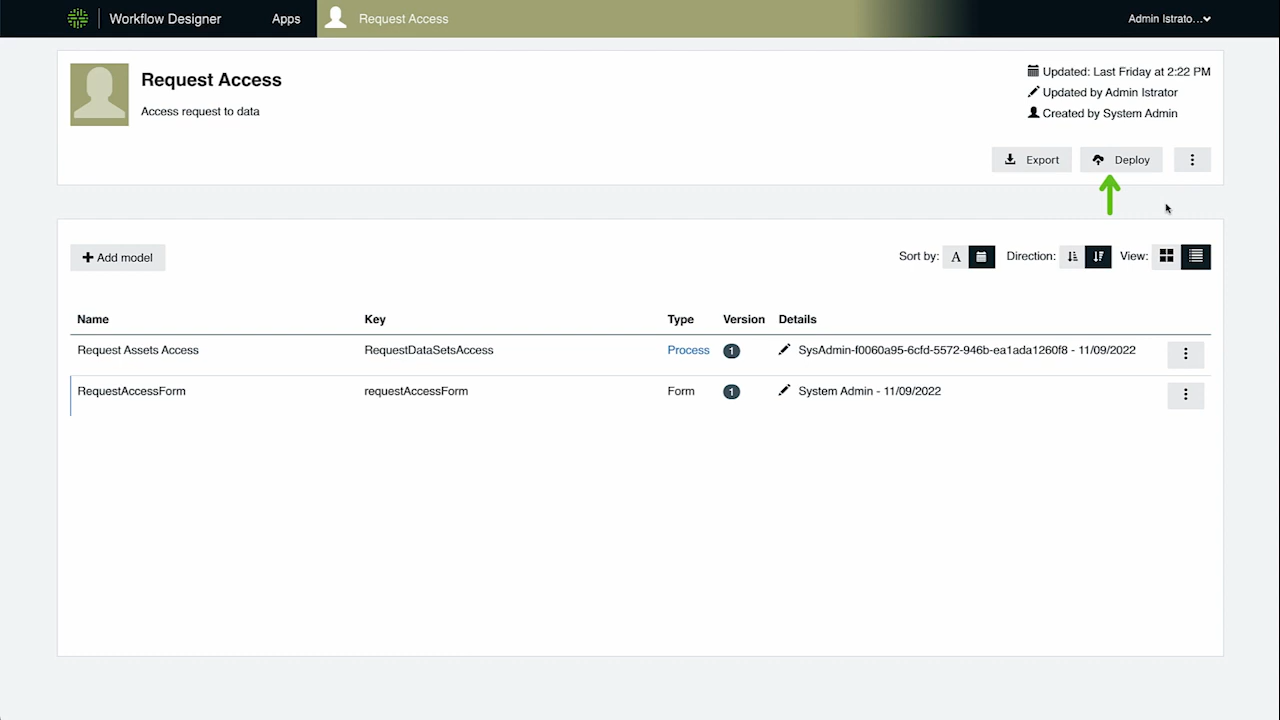 Workflow Designer Apps Request Access Admin Istrato...
Request Access
Access request to data
Updated: Last Friday at 2:22 PM
Updated by Admin Istrator
Created by System Admin
Export Deploy
Add model Sort by: A Direction: View:
Name Key Type Version Details
Request Assets Access RequestDataSetsAccess Process 1 SysAdmin-f0060a95-6cfd-5572-946b-ea1ada1260f8 - 11/09/2022
RequestAccessForm requestAccessForm Form 1 System Admin - 11/09/2022